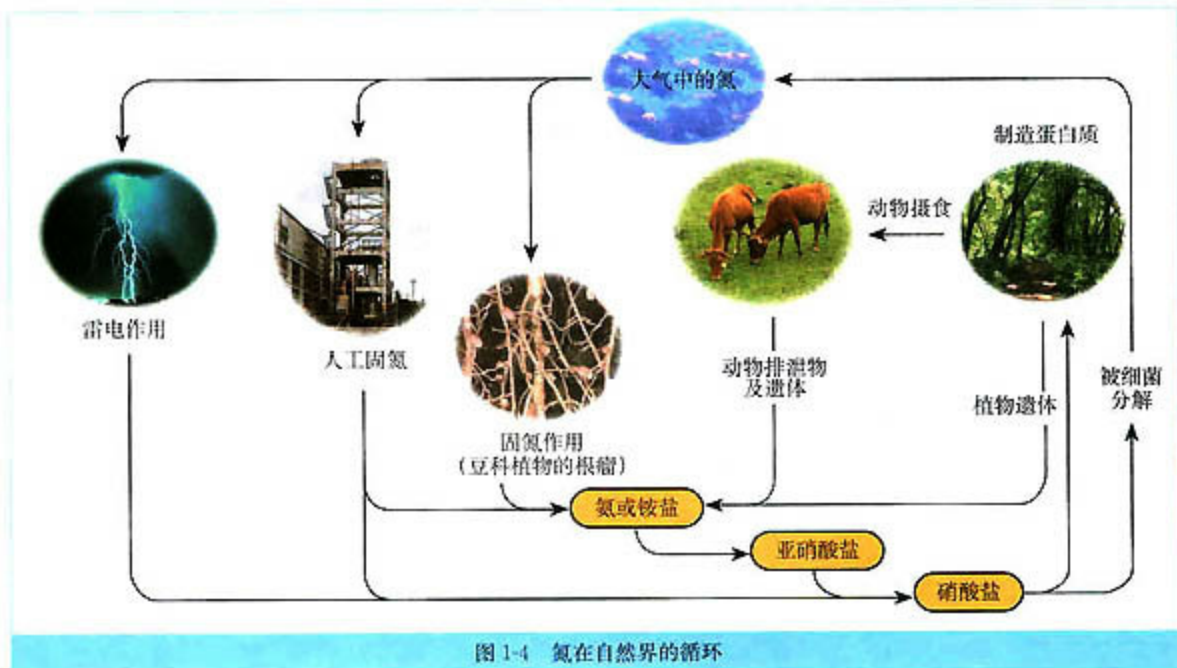 大气中的氮
制造蛋白质
动物摄食
雷电作用
人工固氮
动物排泄物
及遗体
植物遗体
被细菌
分解
固氮作用
(豆科植物的根瘤)
氨或铵盐
亚硝酸盐
硝酸盐
图 1-4 氮在自然界的循环